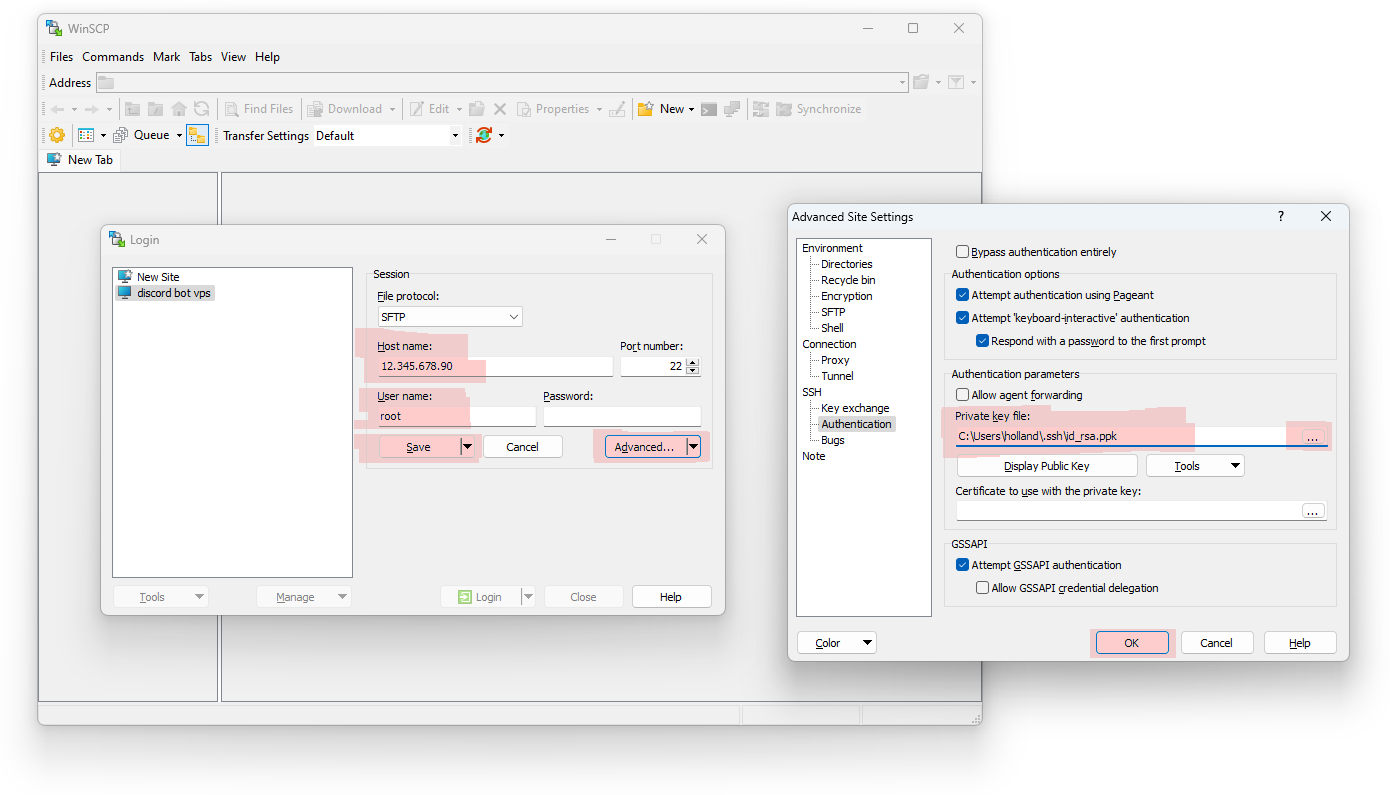 WinSCP
Files Commands Mark Tabs View Help
Address
Find Files Download Edit Properties New Synchronize
Queue Transfer Settings Default
New Tab
Login
New Site
discord bot vps
Session
File protocol:
SFTP
Host name: Port number:
12.345.678.90 22
User name: Password:
root
Save Cancel Advanced...
Tools Manage Login Close Help
Advanced Site Settings ?
Environment
Directories
Recycle bin
Encryption
SFTP
Shell
Connection
Proxy
Tunnel
SSH
Key exchange
Authentication
Bugs
Note
Bypass authentication entirely
Authentication options
Attempt authentication using Pageant
Attempt 'keyboard-interactive' authentication
Respond with a password to the first prompt
Authentication parameters
Allow agent forwarding
Private key file:
C:\Users\holland\.ssh\id_rsa.ppk ...
Display Public Key Tools
Certificate to use with the private key:
...
GSSAPI
Attempt GSSAPI authentication
Allow GSSAPI credential delegation
Color OK Cancel Help